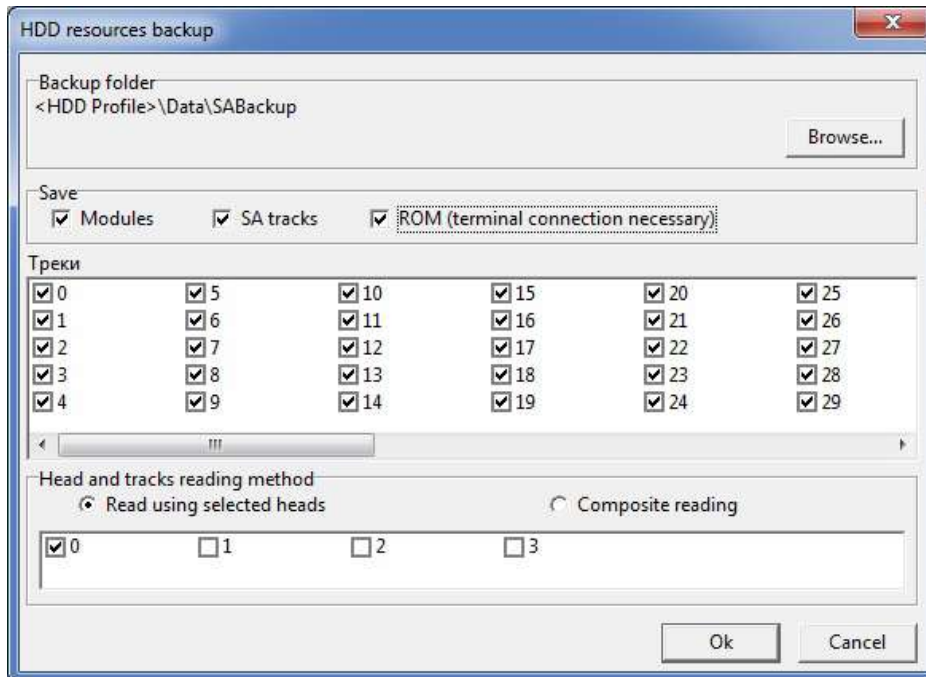 HDD resources backup
Backup folder
<HDD Profile>\Data\SABackup
Browse...
Save
Modules SA tracks ROM (terminal connection necessary)
Треки
0 5 10 15 20 25
1 6 11 16 21 26
2 7 12 17 22 27
3 8 13 18 23 28
4 9 14 19 24 29
Head and tracks reading method
Read using selected heads Composite reading
0 1 2 3
Ok Cancel